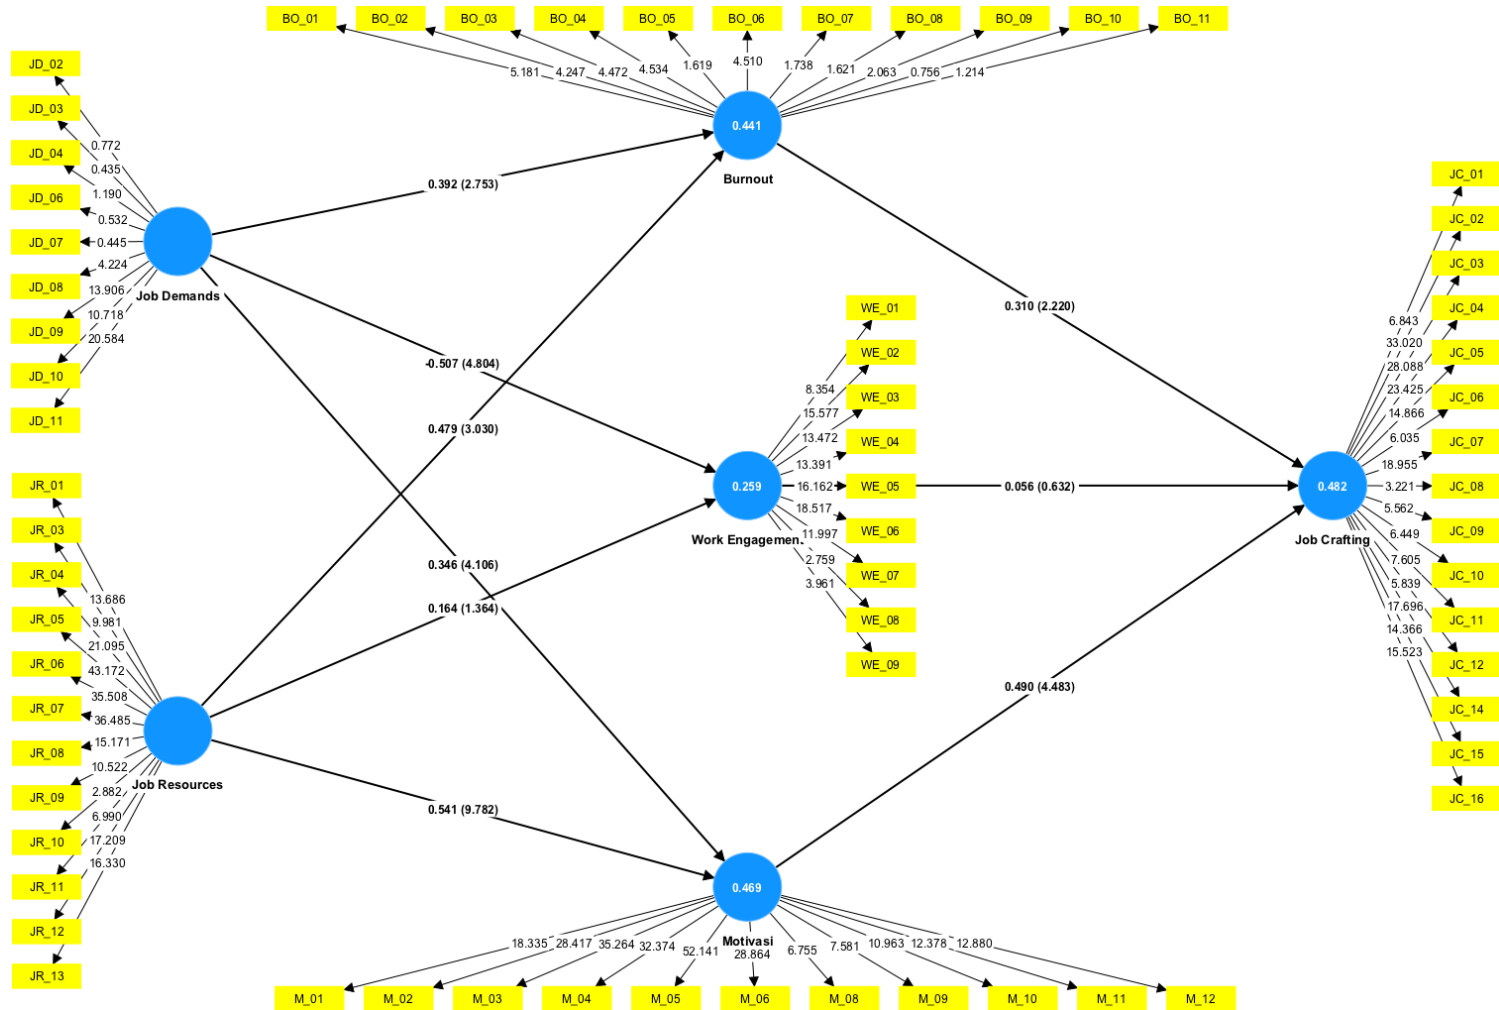 BO_01
BO_02
BO_03
BO_04
BO_05
BO_06
BO_07
BO_08
BO_09
BO_10
BO_11
5.181
4.247
4.472
4.534
1.619
4.510
1.738
1.621
2.063
0.756
1.214
0.441
Burnout
JD_02
JD_03
JD_04
JD_06
JD_07
JD_08
JD_09
JD_10
JD_11
0.772
0.435
1.190
0.532
0.445
4.224
13.906
10.718
20.584
Job Demands
0.392 (2.753)
-0.507 (4.804)
0.479 (3.030)
0.346 (4.106)
0.164 (1.364)
0.541 (9.782)
JR_01
JR_03
JR_04
JR_05
JR_06
JR_07
JR_08
JR_09
JR_10
JR_11
JR_12
JR_13
13.686
9.981
21.095
43.172
35.508
36.485
15.171
10.522
2.882
6.990
17.209
16.330
Job Resources
WE_01
WE_02
WE_03
WE_04
WE_05
WE_06
WE_07
WE_08
WE_09
8.354
15.577
13.472
13.391
16.162
18.517
11.997
2.759
3.961
0.259
Work Engagement
0.310 (2.220)
0.056 (0.632)
0.490 (4.483)
JC_01
JC_02
JC_03
JC_04
JC_05
JC_06
JC_07
JC_08
JC_09
JC_10
JC_11
JC_12
JC_14
JC_15
JC_16
6.843
33.020
28.088
23.425
14.866
6.035
18.955
3.221
5.562
6.449
7.605
5.839
17.696
14.366
15.523
0.482
Job Crafting
0.469
Motivasi
18.335
28.417
35.264
32.374
52.141
28.864
6.755
7.581
10.963
12.378
12.880
M_01
M_02
M_03
M_04
M_05
M_06
M_08
M_09
M_10
M_11
M_12